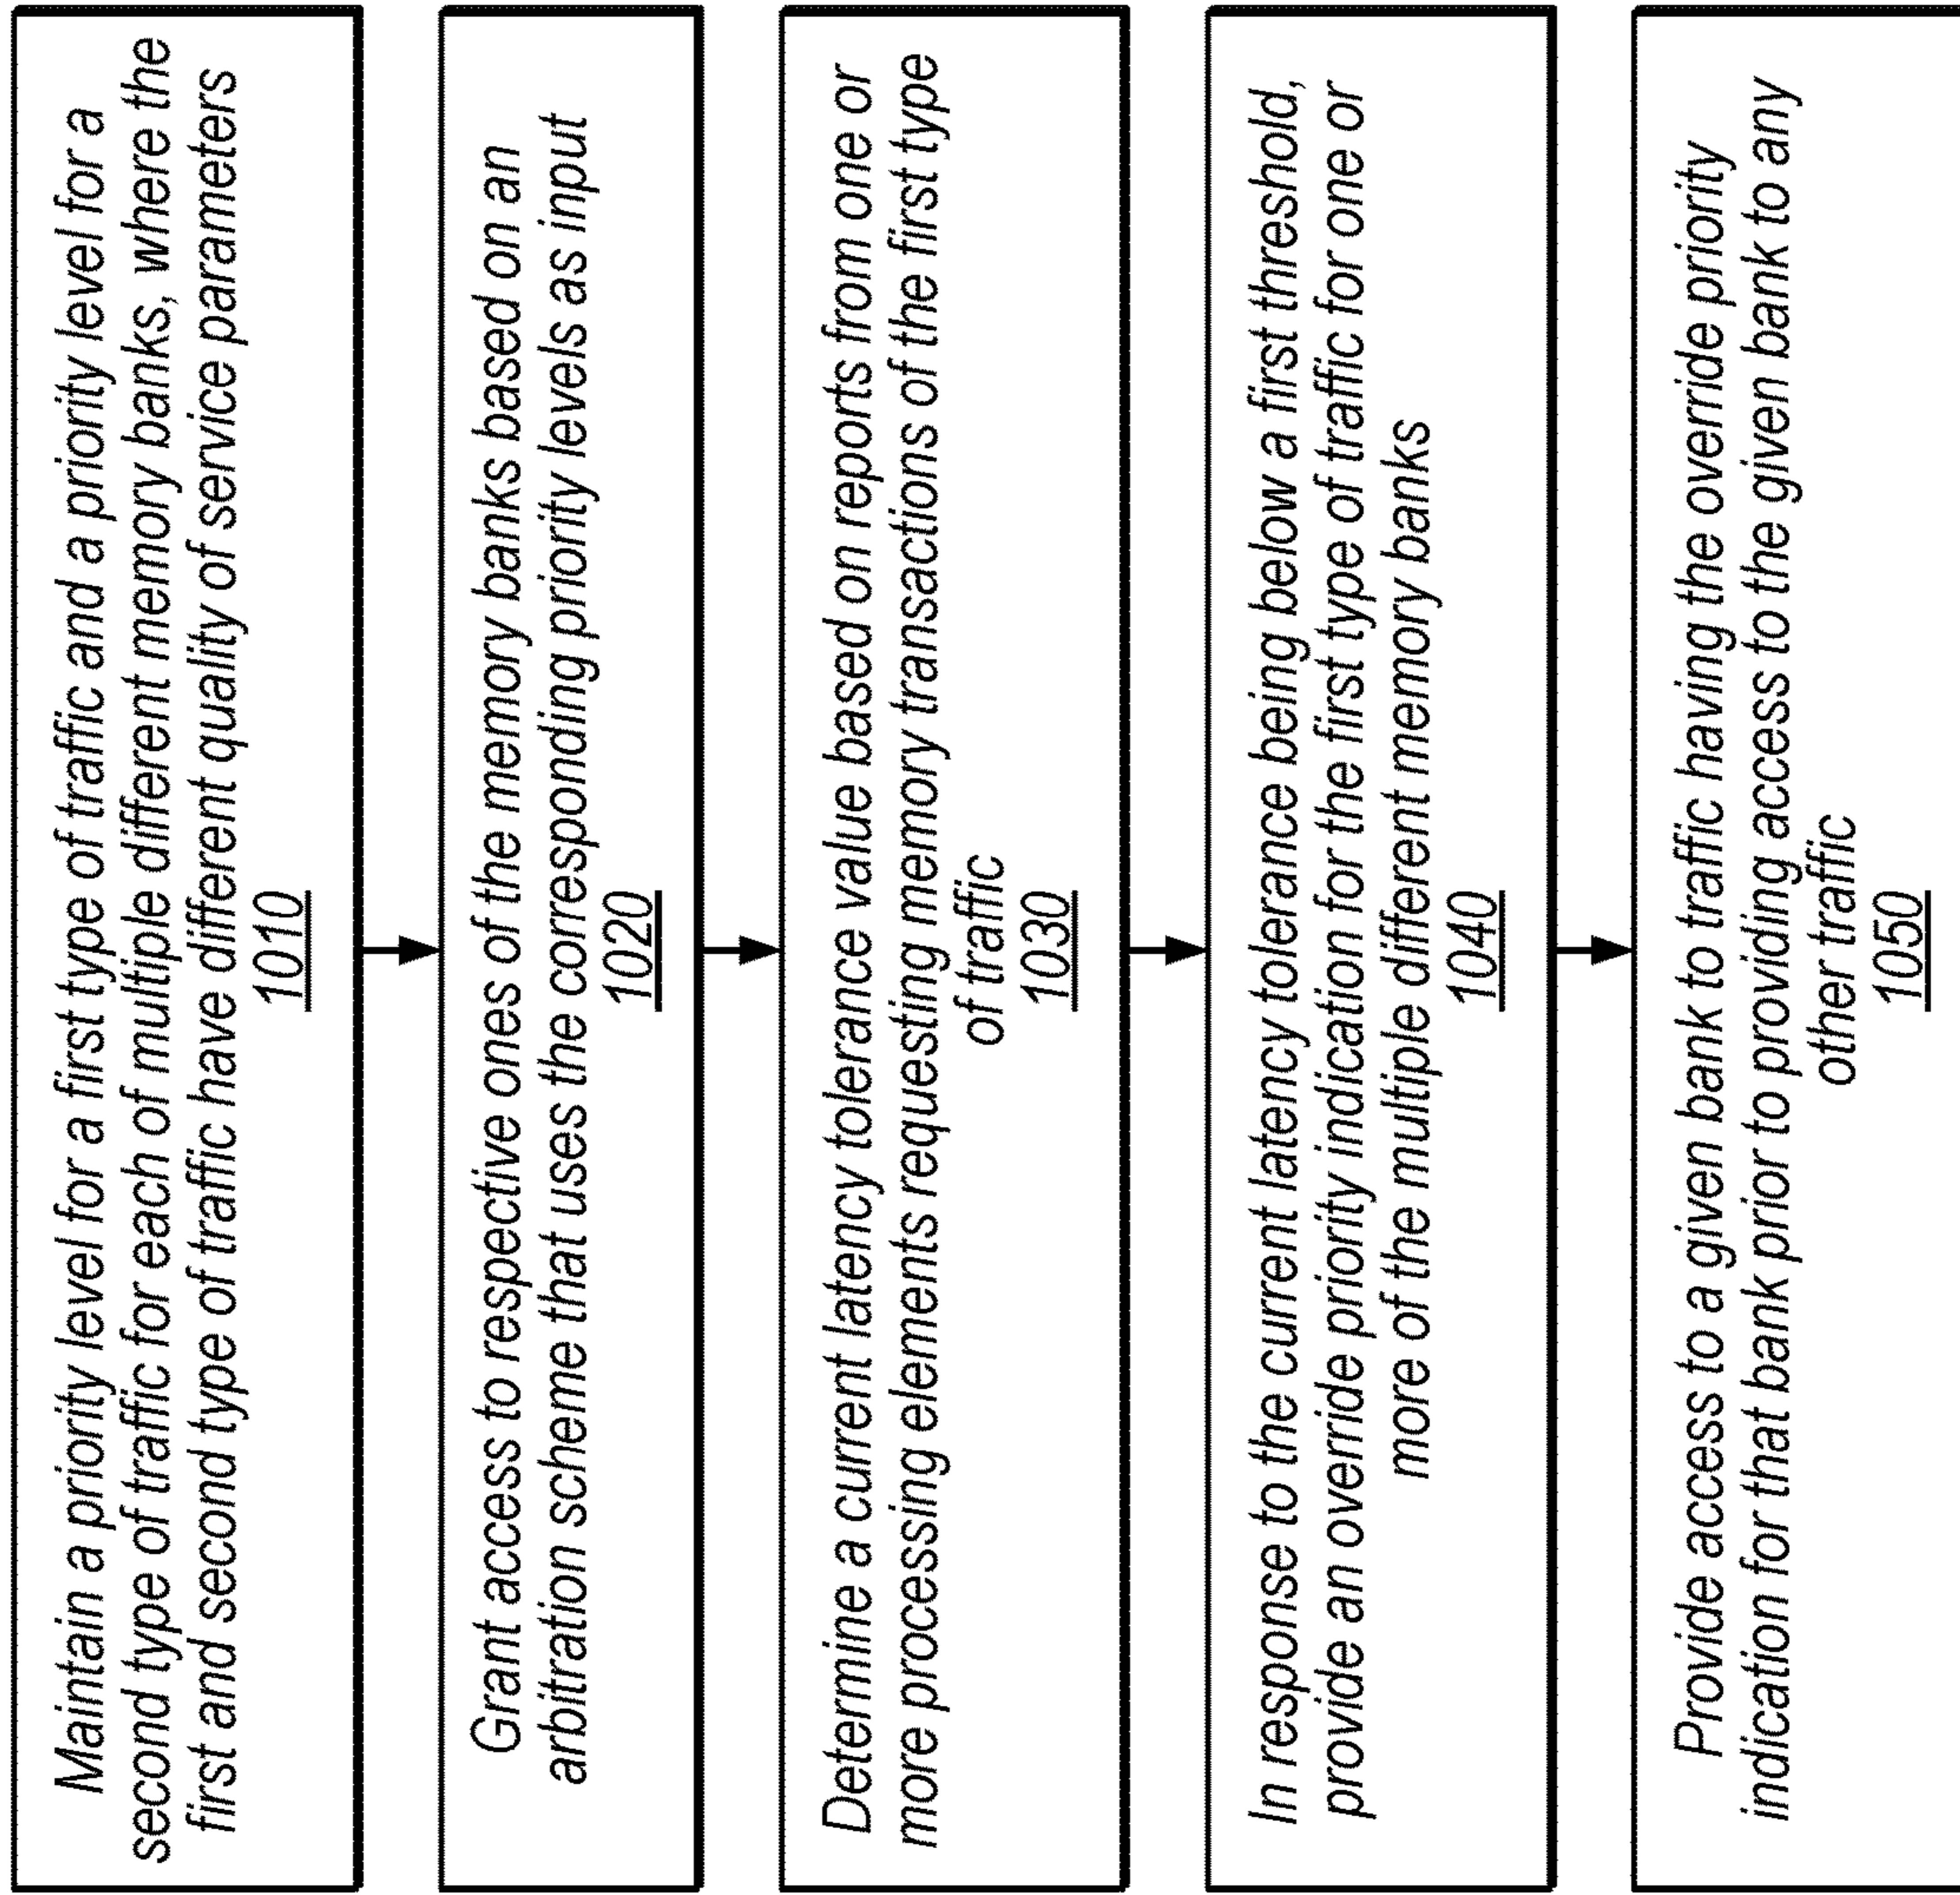 Maintain a priority level for a first type of traffic and a priority level for a
second type of traffic for each of multiple different memory banks, where the
first and second type of traffic have different quality of service parameters
1010
Grant access to respective ones of the memory banks based on an
arbitration scheme that uses the corresponding priority levels as input
1020
Determine a current latency tolerance value based on reports from one or
more processing elements requesting memory transactions of the first type
of traffic
1030
In response to the current latency tolerance being below a first threshold,
provide an override priority indication for the first type of traffic for one or
more of the multiple different memory banks
1040
Provide access to a given bank to traffic having the override priority
indication for that bank prior to providing access to the given bank to any
other traffic
1050